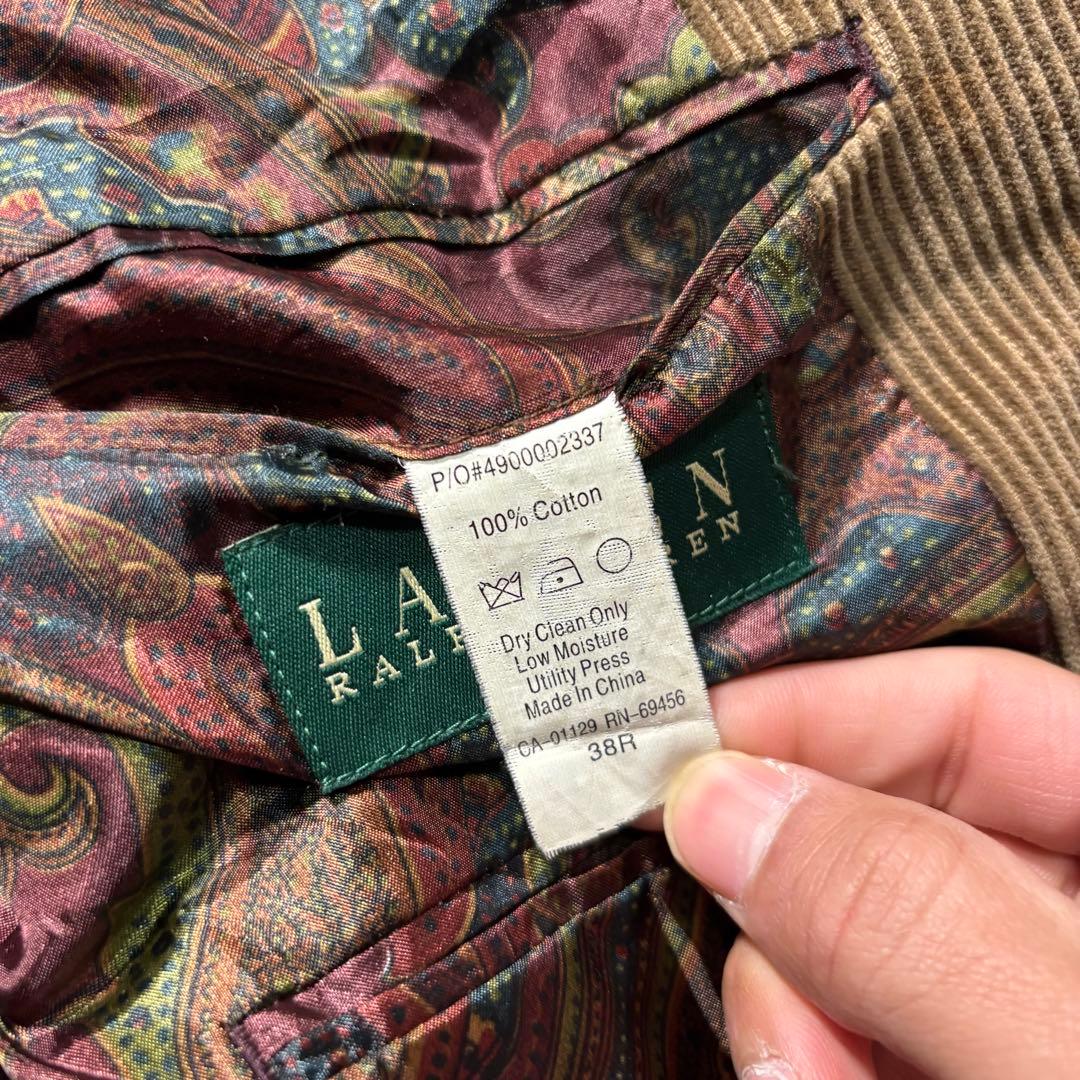 P/O#4900002337
100% Cotton
Dry Clean Only
Low Moisture
Utility Press
Made In China
CA-01129 RN-69456
38R